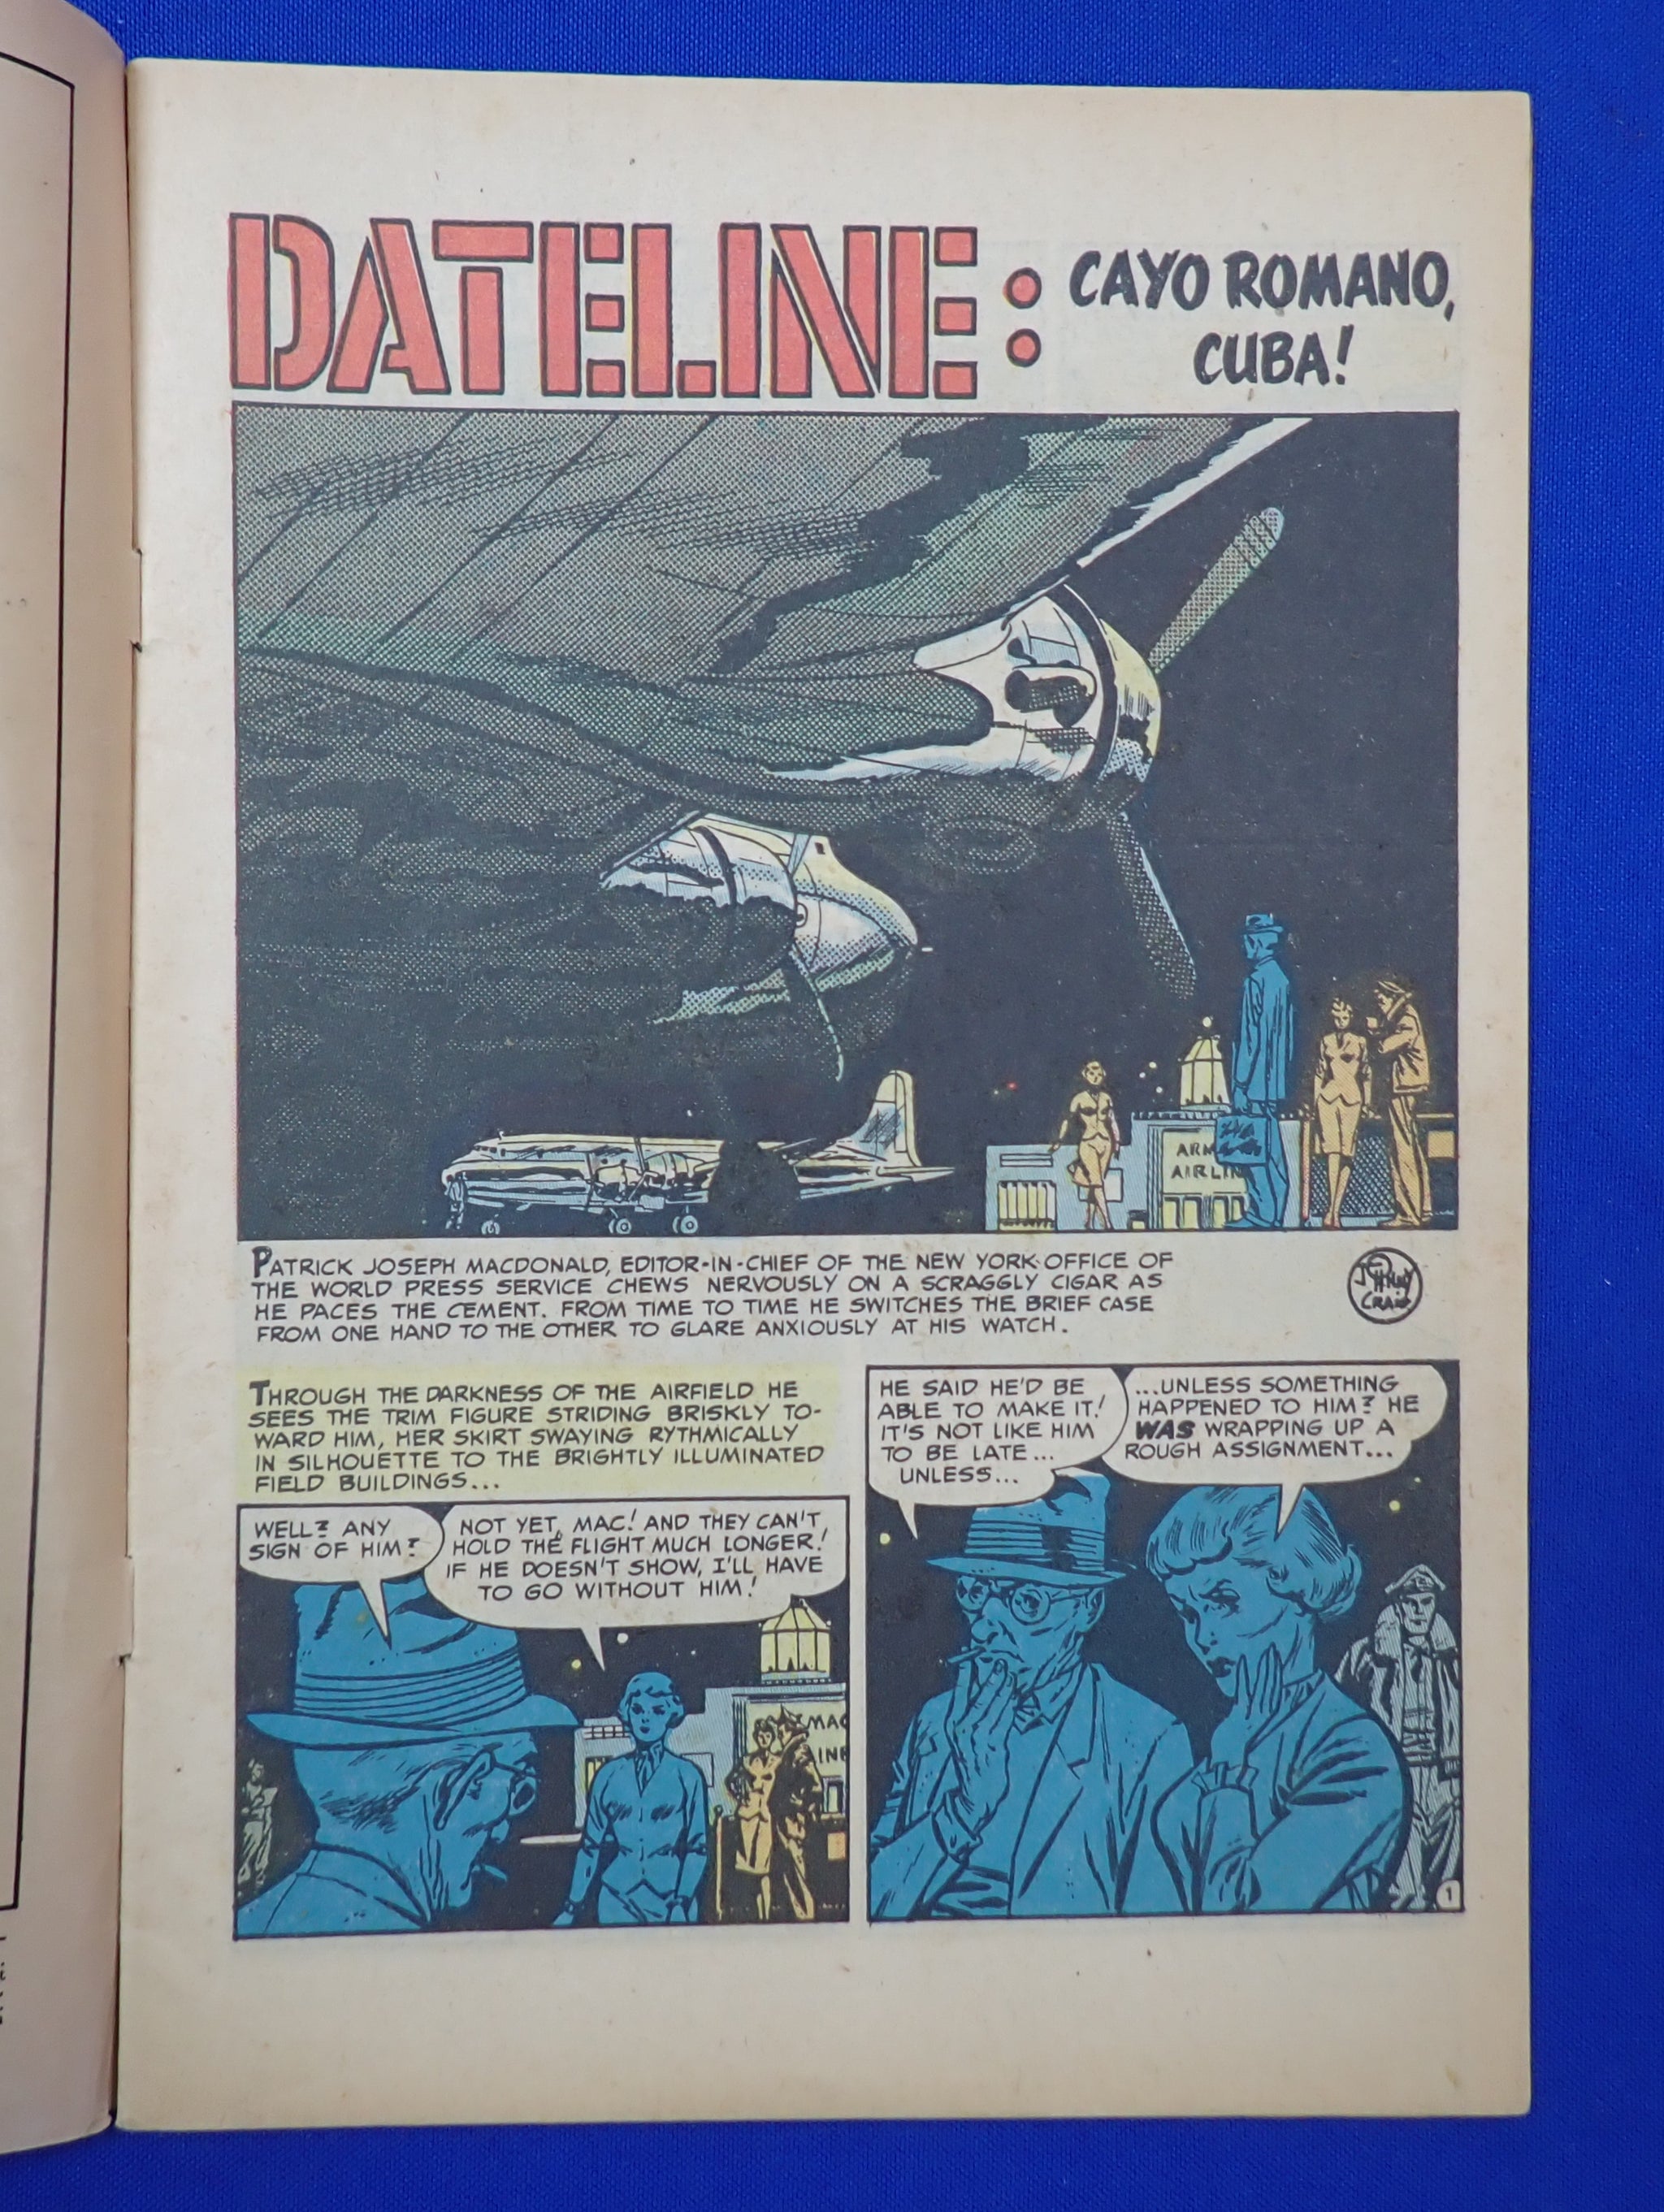 DATELINE:
CAYO ROMANO,
CUBA!
ARM
AIRLIN
PATRICK JOSEPH MACDONALD, EDITOR-IN-CHIEF OF THE NEW YORK OFFICE OF
THE WORLD PRESS SERVICE CHEWS NERVOUSLY ON A SCRAGGLY CIGAR AS
HE PACES THE CEMENT. FROM TIME TO TIME HE SWITCHES THE BRIEF CASE
FROM ONE HAND TO THE OTHER TO GLARE ANXIOUSLY AT HIS WATCH.
JOHNNY
CRAIG
THROUGH THE DARKNESS OF THE AIRFIELD HE
SEES THE TRIM FIGURE STRIDING BRISKLY TO-
WARD HIM, HER SKIRT SWAYING RYTHMICALLY
IN SILHOUETTE TO THE BRIGHTLY ILLUMINATED
FIELD BUILDINGS...
WELL? ANY
SIGN OF HIM?
NOT YET, MAC! AND THEY CAN'T
HOLD THE FLIGHT MUCH LONGER!
IF HE DOESN'T SHOW, I'LL HAVE
TO GO WITHOUT HIM!
MAC
INE
HE SAID HE'D BE
ABLE TO MAKE IT!
IT'S NOT LIKE HIM
TO BE LATE...
UNLESS...
...UNLESS SOMETHING
HAPPENED TO HIM? HE
WAS WRAPPING UP A
ROUGH ASSIGNMENT...
1